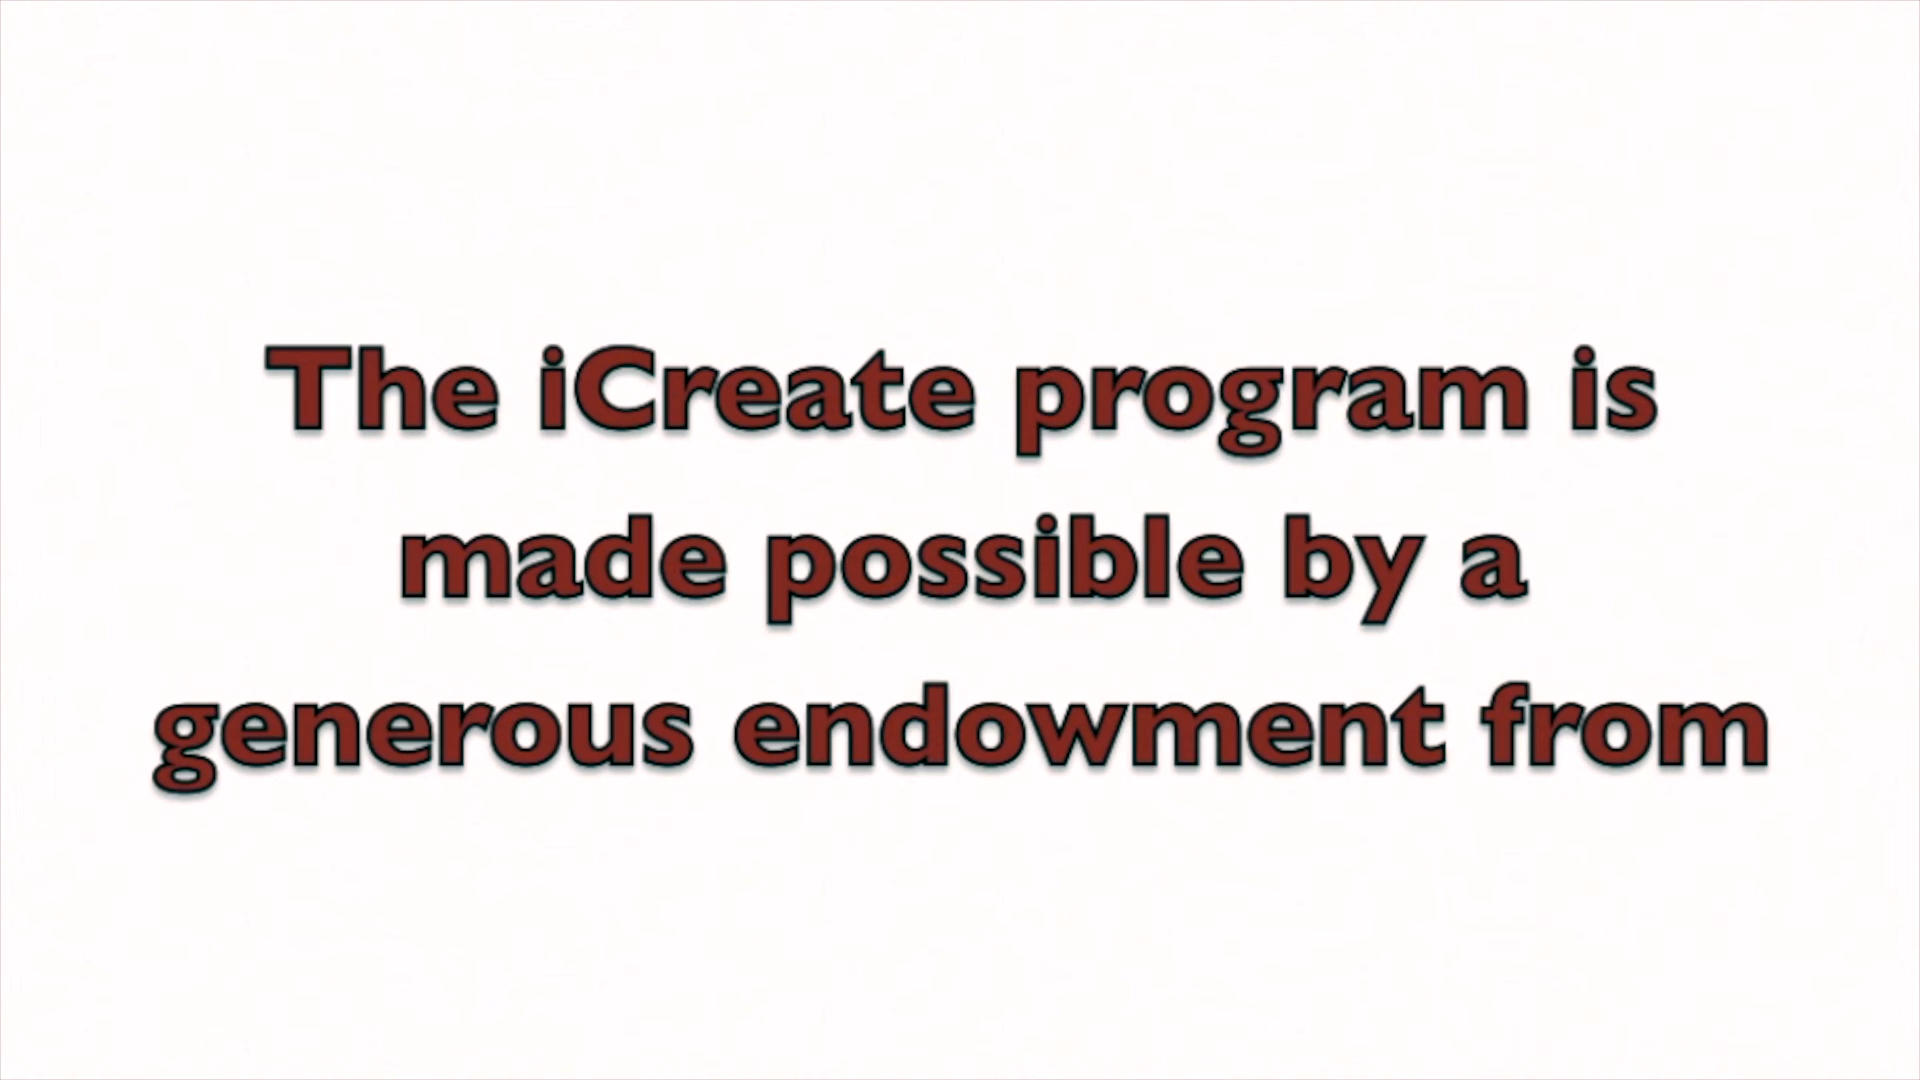 The iCreate program is
made possible by a
generous endowment from